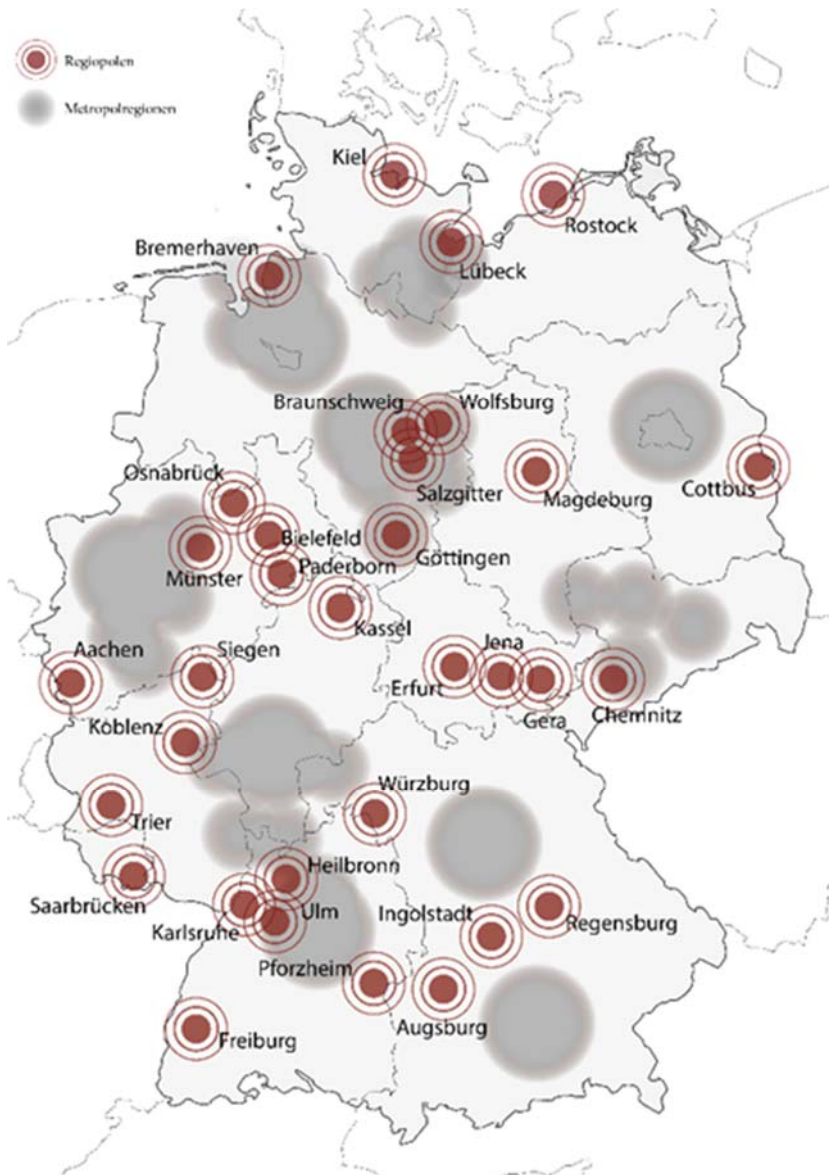 Regiopolen
Metropolregionen
Kiel
Rostock
Bremerhaven
Lübeck
Braunschweig
Wolfsburg
Osnabrück
Salzgitter
Magdeburg
Cottbus
Bielefeld
Göttingen
Münster
Paderborn
Kassel
Aachen
Siegen
Jena
Erfurt
Gera
Chemnitz
Koblenz
Würzburg
Trier
Heilbronn
Saarbrücken
Karlsruhe
Ulm
Ingolstadt
Regensburg
Pforzheim
Augsburg
Freiburg